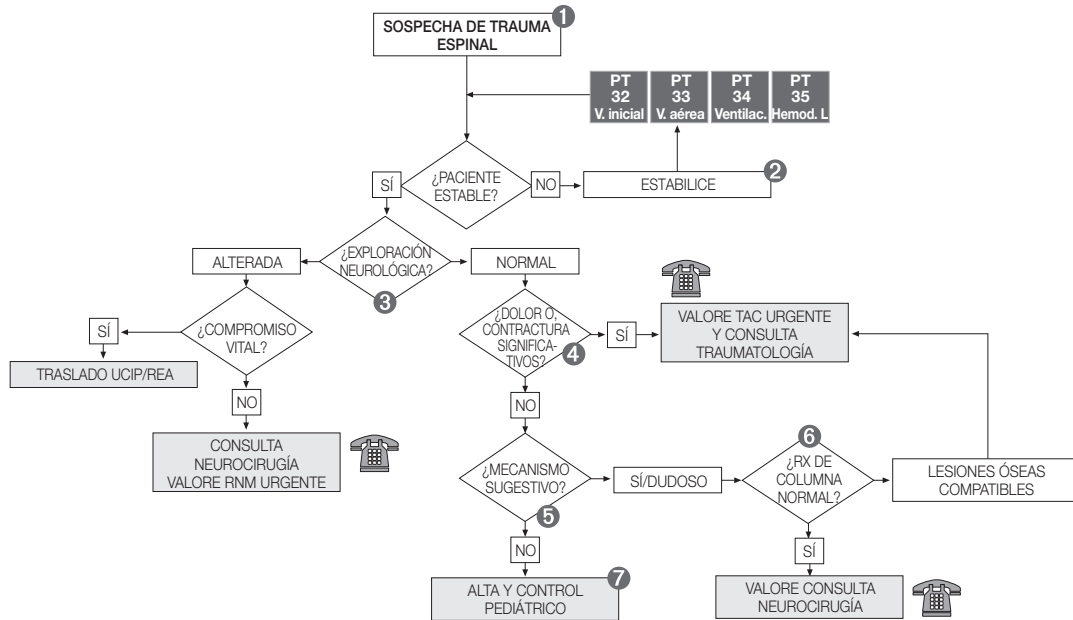 1
SOSPECHA DE TRAUMA
ESPINAL
PT
32
V. inicial
PT
33
V. aérea
PT
34
Ventilac.
PT
35
Hemod. L
¿PACIENTE
ESTABLE?
SÍ
NO
ESTABILICE
2
¿EXPLORACIÓN
NEUROLÓGICA?
3
ALTERADA
NORMAL
¿COMPROMISO
VITAL?
SÍ
TRASLADO UCIP/REA
NO
CONSULTA
NEUROCIRUGÍA
VALORE RNM URGENTE
¿DOLOR O,
CONTRACTURA
SIGNIFICA-
TIVOS?
4
SÍ
VALORE TAC URGENTE
Y CONSULTA
TRAUMATOLOGÍA
NO
¿MECANISMO
SUGESTIVO?
5
SÍ/DUDOSO
6
¿RX DE
COLUMNA
NORMAL?
LESIONES ÓSEAS
COMPATIBLES
NO
ALTA Y CONTROL
PEDIÁTRICO
7
SÍ
VALORE CONSULTA
NEUROCIRUGÍA